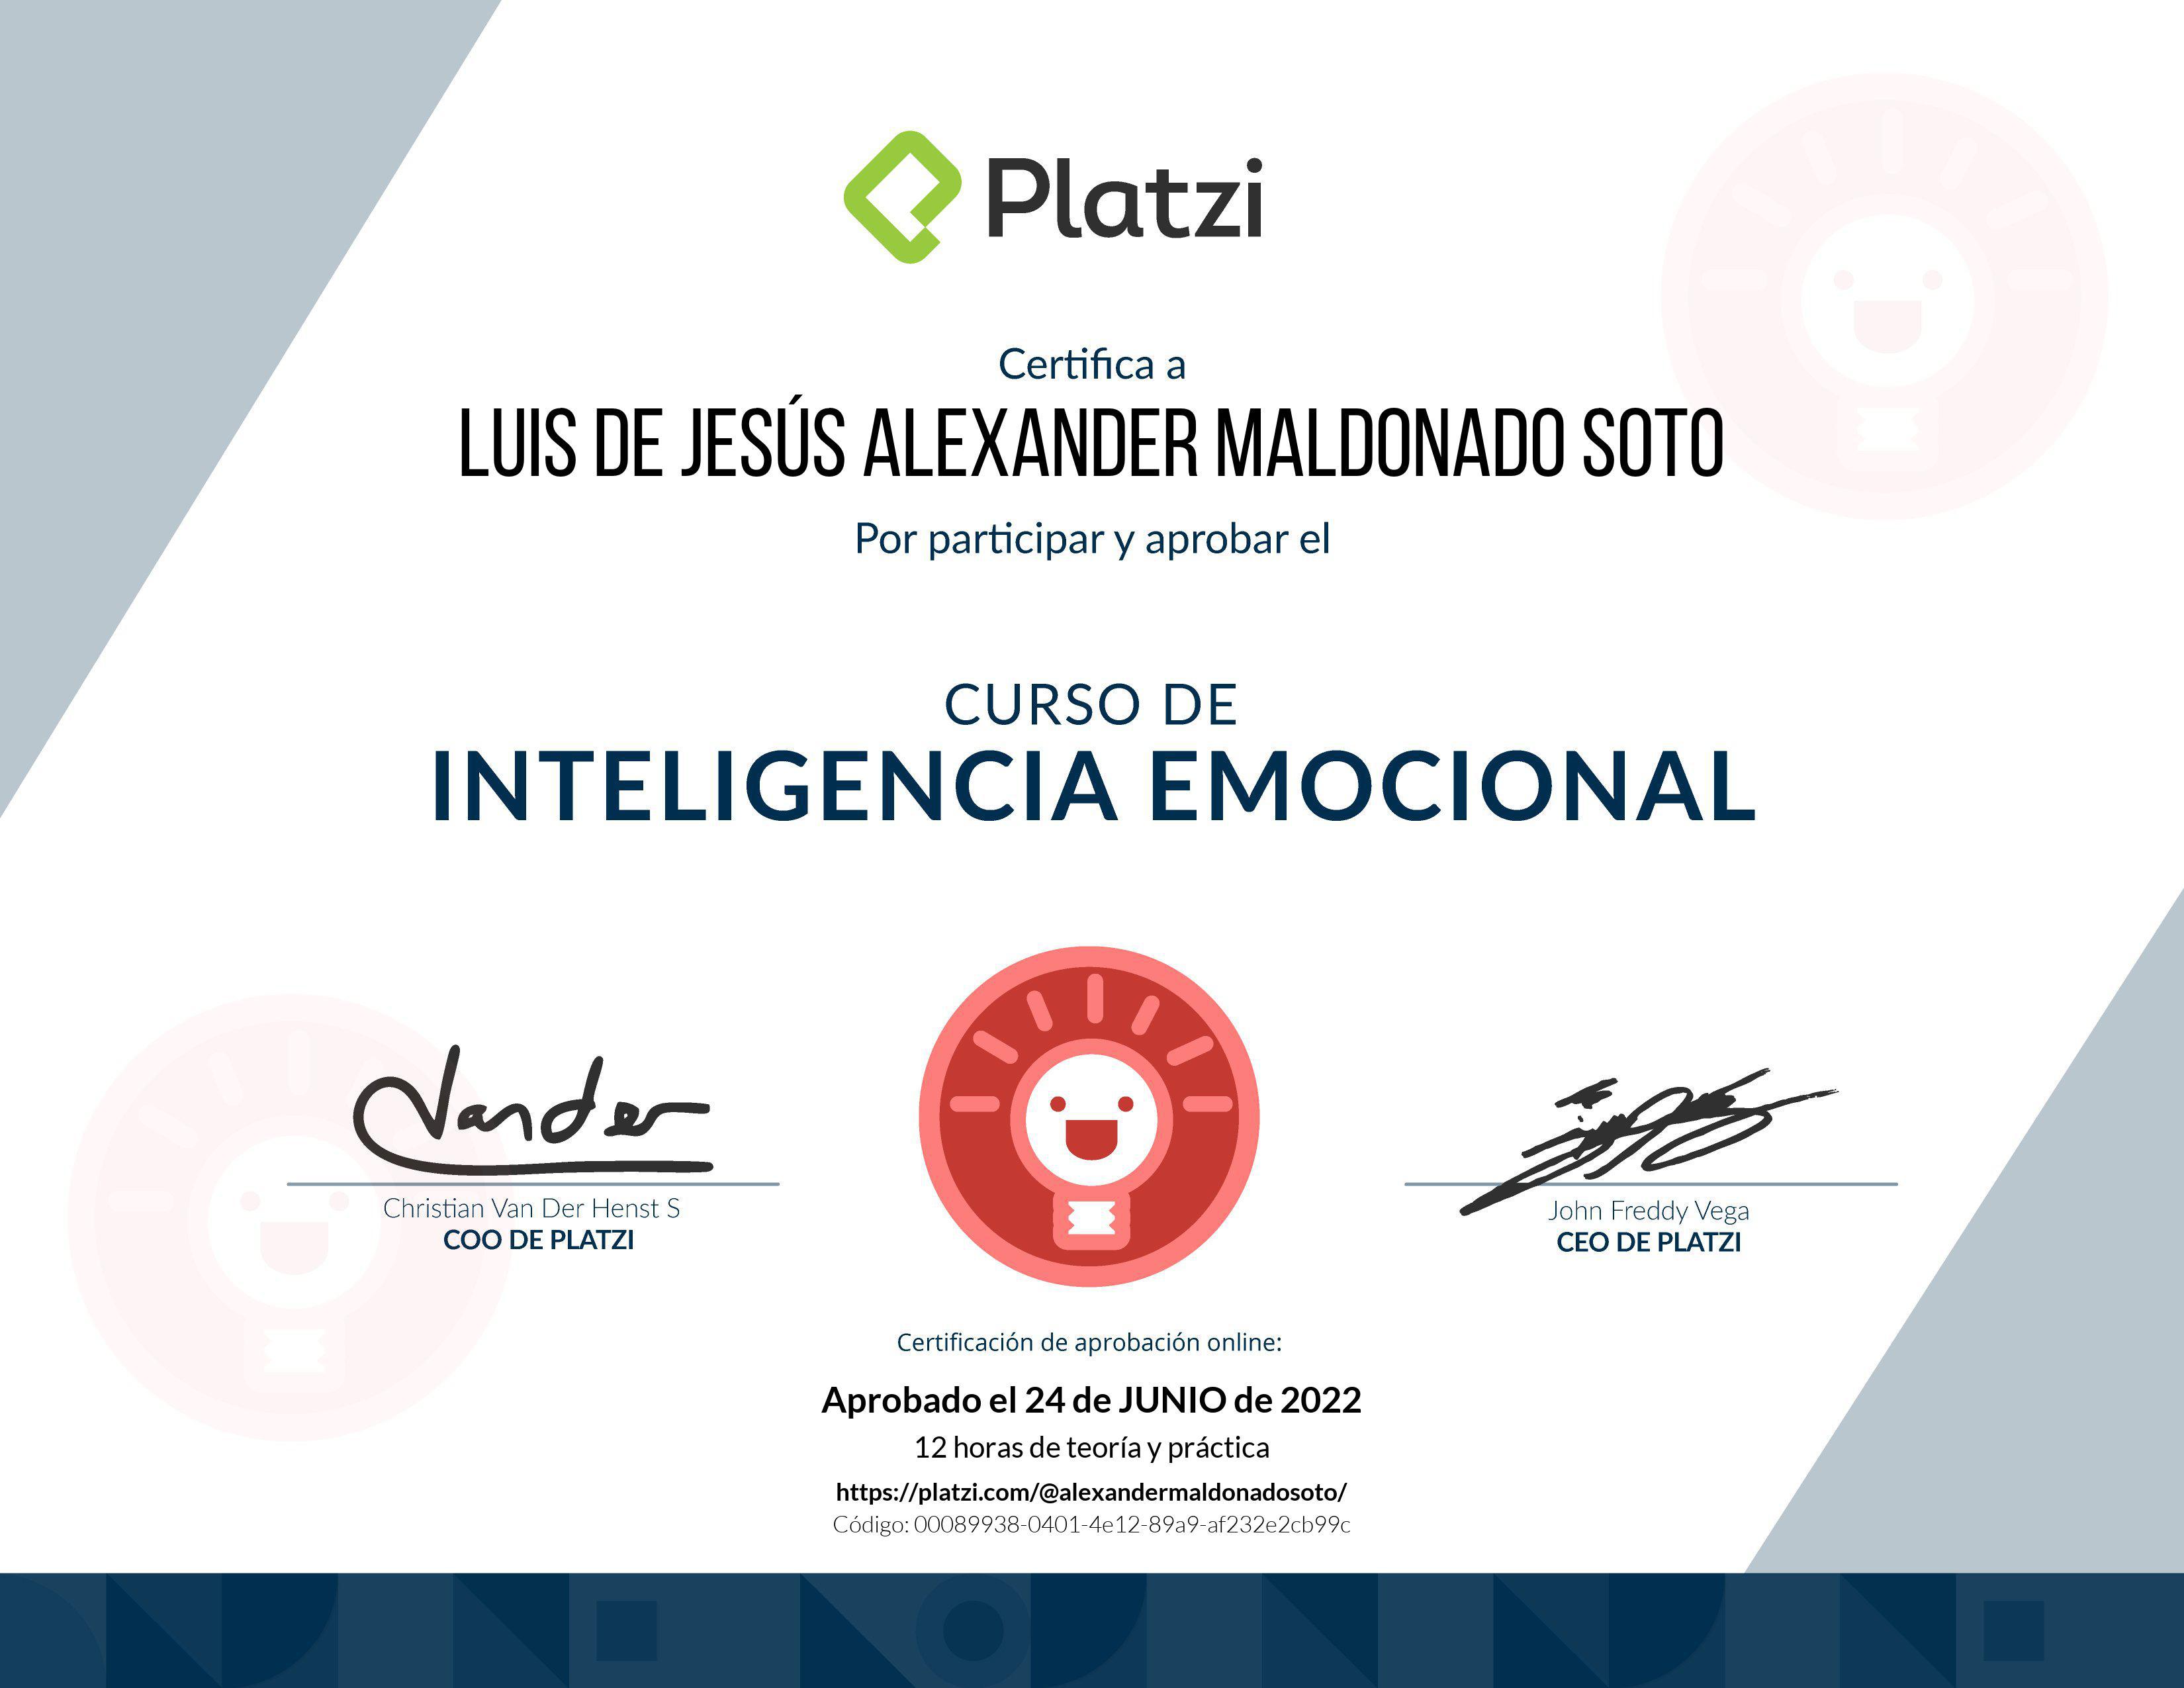 Platzi
Certifica a
LUIS DE JESÚS ALEXANDER MALDONADO SOTO
Por participar y aprobar el
CURSO DE
INTELIGENCIA EMOCIONAL
Vander
Christian Van Der Henst S
COO DE PLATZI
John Freddy Vega
CEO DE PLATZI
Certificación de aprobación online:
Aprobado el 24 de JUNIO de 2022
12 horas de teoría y práctica
https://platzi.com/@alexandermaldonadosoto/
Código: 00089938-0401-4e12-89a9-af232e2cb99c